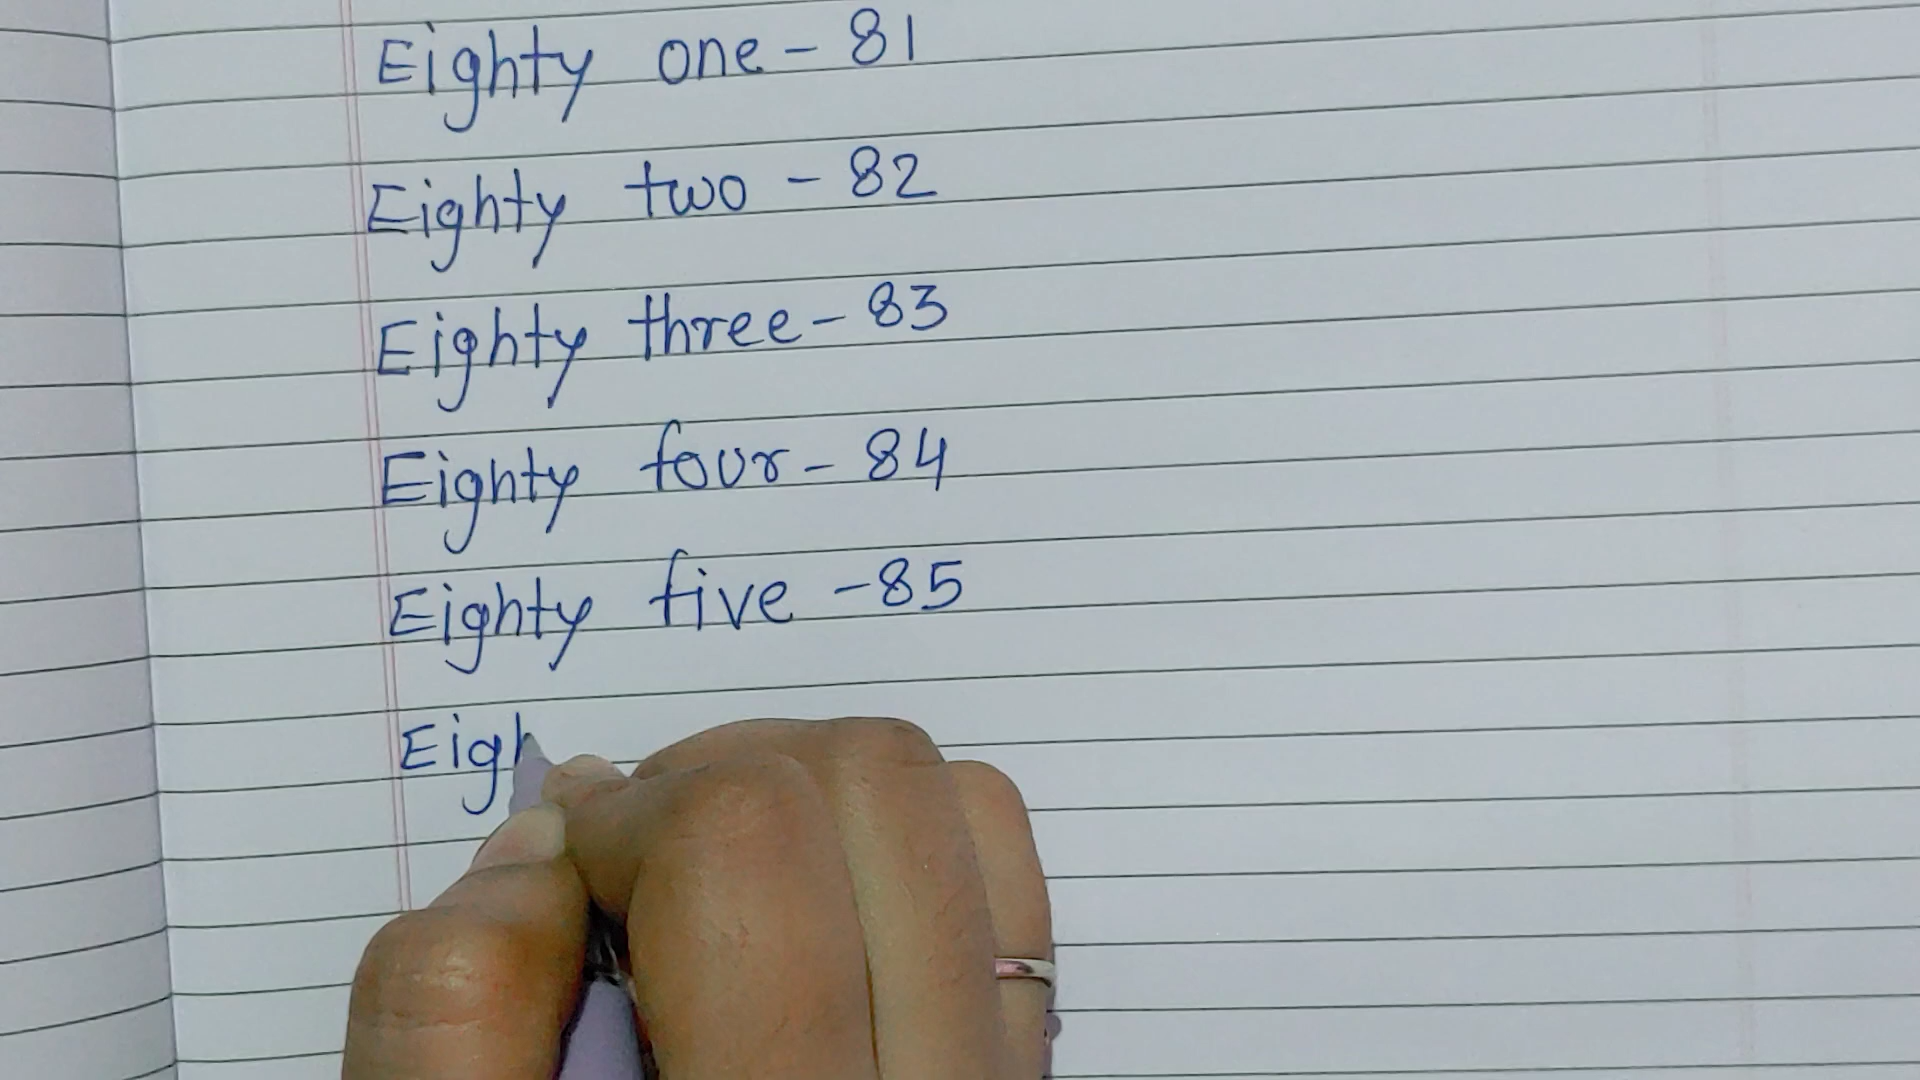 Eighty one - 81
Eighty two - 82
Eighty three - 83
Eighty four - 84
Eighty five - 85
Eigh